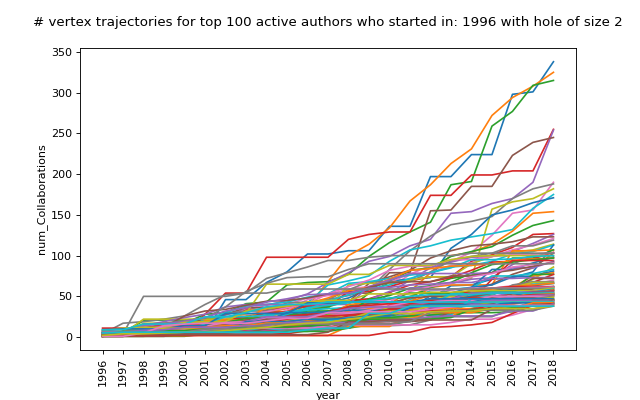 # vertex trajectories for top 100 active authors who started in: 1996 with hole of size 2
350
300
250
200
150
100
50
0
num_Collaborations
1996 1997 1998 1999 2000 2001 2002 2003 2004 2005 2006 2007 2008 2009 2010 2011 2012 2013 2014 2015 2016 2017 2018
year